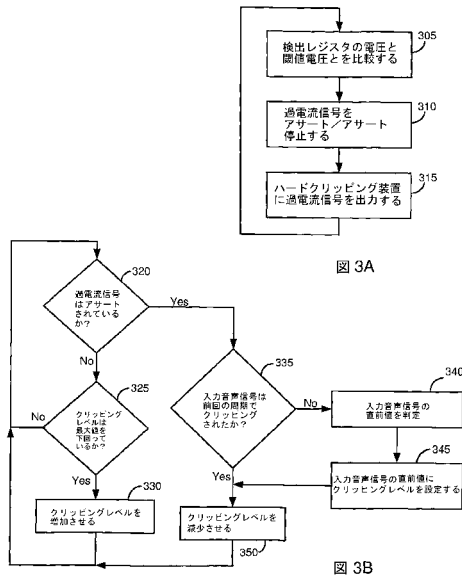 検出レジスタの電圧と
閾値電圧とを比較する
305
過電流信号を
アサート/アサート
停止する
310
ハードクリッピング装置
に過電流信号を出力する
315
図 3A
過電流信号
はアサート
されている
か?
320
Yes
No
クリッピング
レベルは
最大値を
下回ってい
るか?
325
No
Yes
クリッピングレベルを
増加させる
330
入力音声信号は
前回の周期で
クリッピング
されたか?
335
No
Yes
入力音声信号の
直前値を判定
340
入力音声信号の直前値に
クリッピングレベルを設定する
345
クリッピングレベルを
減少させる
350
図 3B